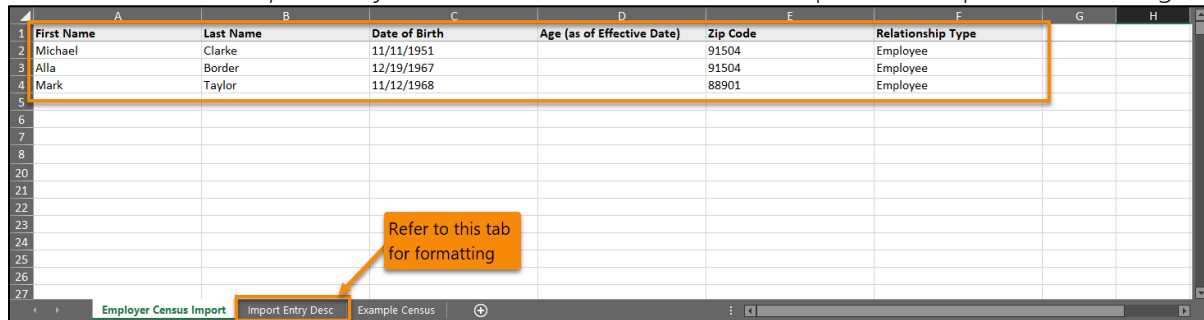 A B C D E F G H
1 First Name Last Name Date of Birth Age (as of Effective Date) Zip Code Relationship Type
2 Michael Clarke 11/11/1951 91504 Employee
3 Alla Border 12/19/1967 91504 Employee
4 Mark Taylor 11/12/1968 88901 Employee
5
6
7
8
20
21
22
23
24
25
26
27
Refer to this tab
for formatting
Employer Census Import Import Entry Desc Example Census